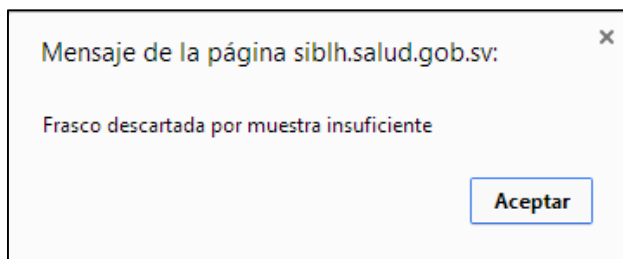 Mensaje de la página siblh.salud.gob.sv:
Frasco descartada por muestra insuficiente
Aceptar